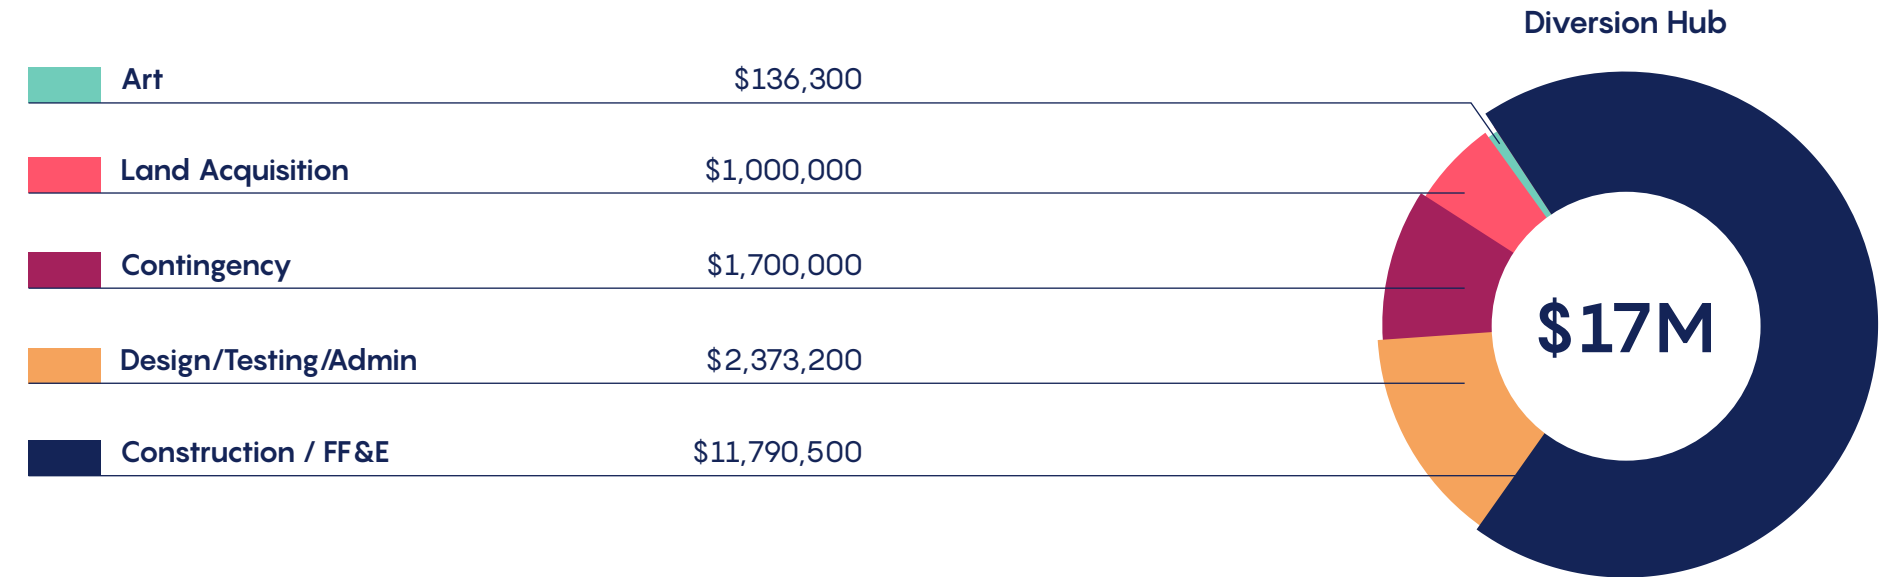 Diversion Hub
Art $136,300
Land Acquisition $1,000,000
Contingency $1,700,000
Design/Testing/Admin $2,373,200
Construction / FF&E $11,790,500
$17M